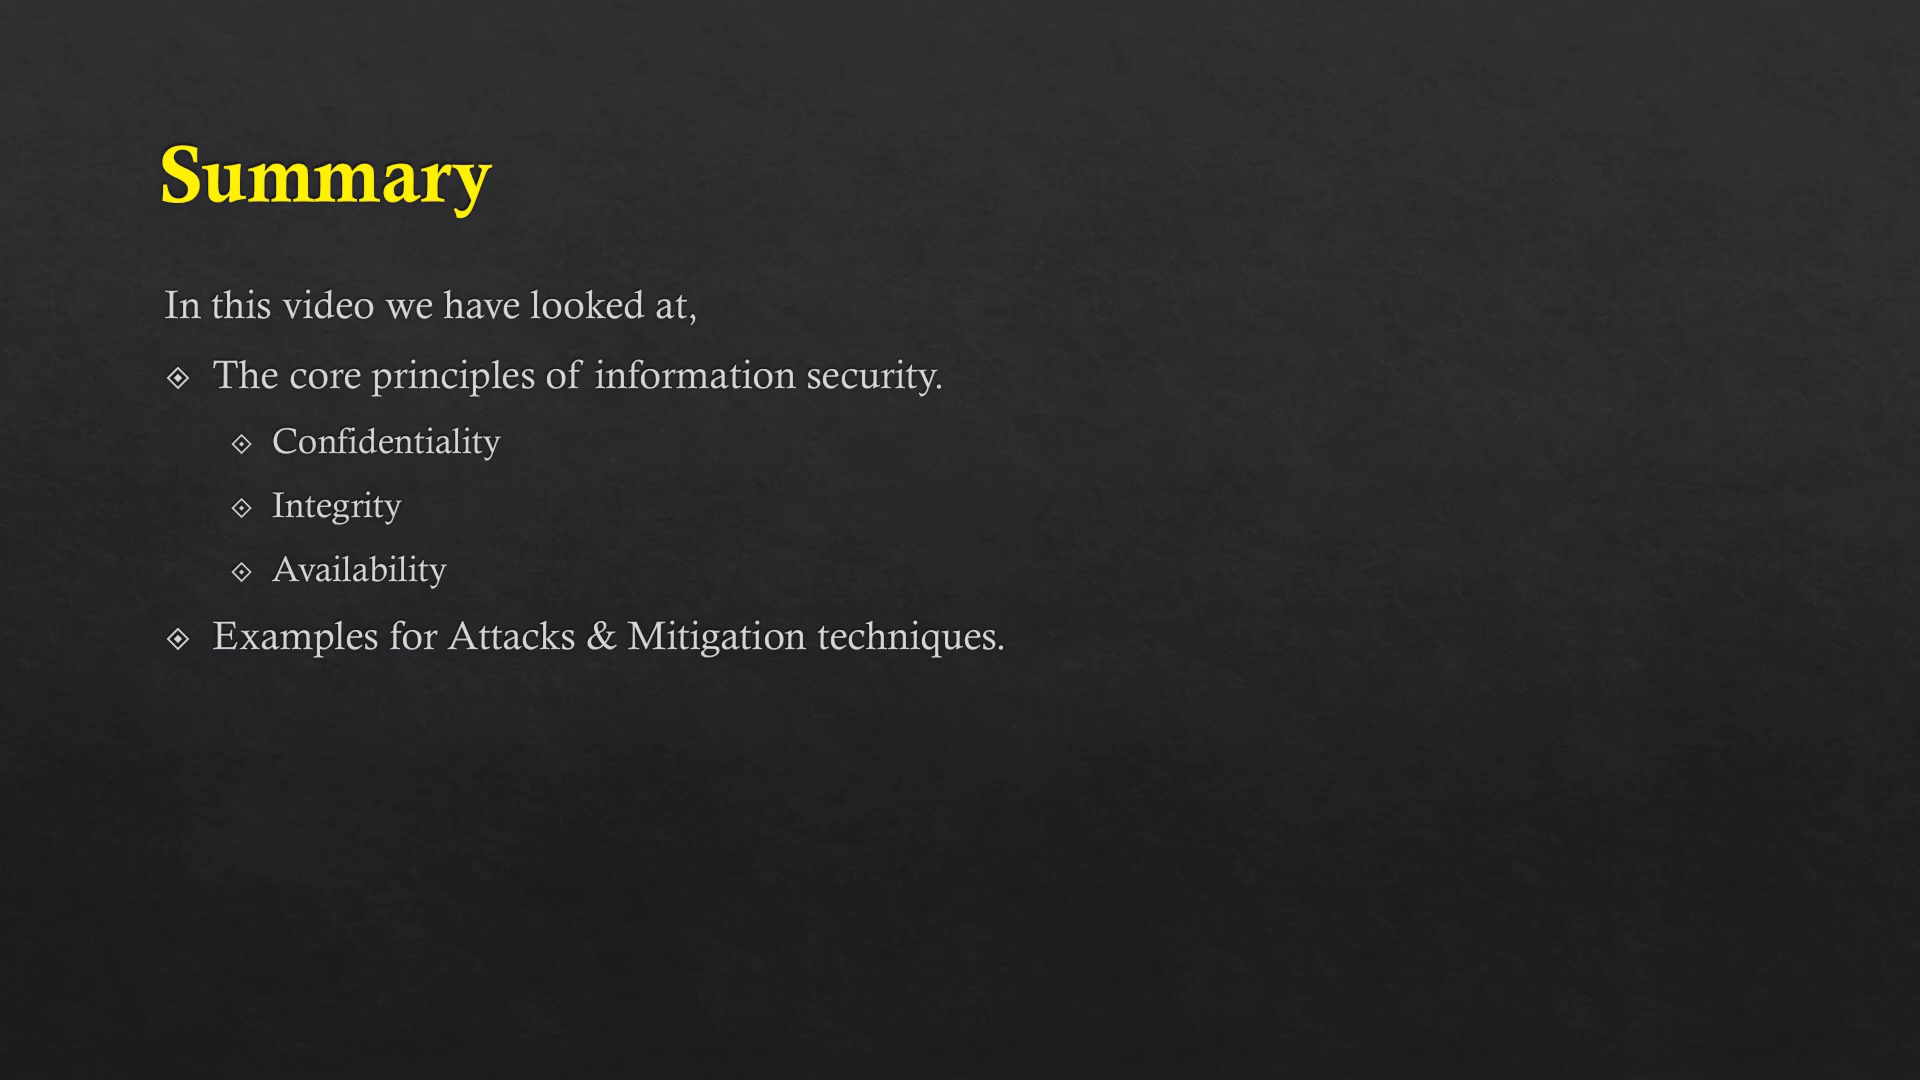 Summary
In this video we have looked at,
The core principles of information security.
Confidentiality
Integrity
Availability
Examples for Attacks & Mitigation techniques.